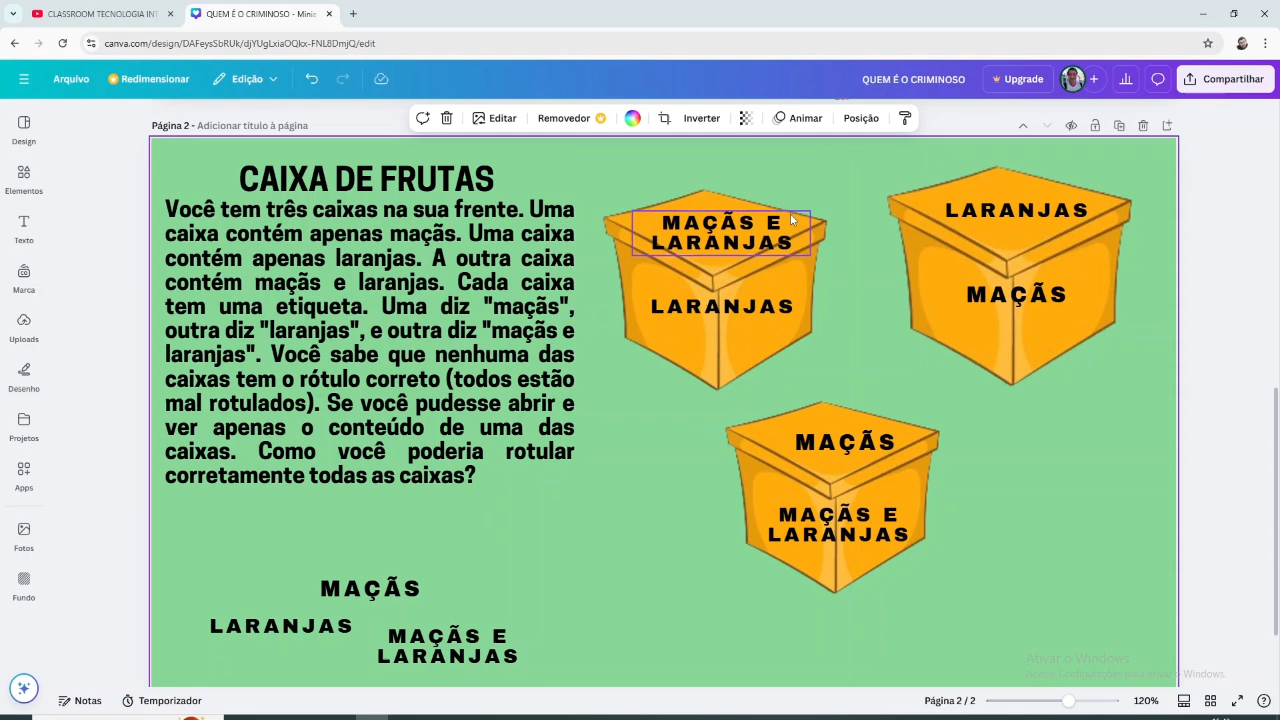 CLASSROOM TECNOLOGIA INT
QUEM É O CRIMINOSO - Minis
canva.com/design/DAFeysSbRUk/djYUgLxiaOQkx-FNL8DmjQ/edit
Arquivo
Redimensionar
Edição
QUEM É O CRIMINOSO
Upgrade
Compartilhar
Editar
Removedor
Inverter
Animar
Posição
Página 2 - Adicionar título à página
Design
Elementos
Texto
Marca
Uploads
Desenho
Projetos
Apps
Fotos
Fundo
CAIXA DE FRUTAS
Você tem três caixas na sua frente. Uma
caixa contém apenas maçãs. Uma caixa
contém apenas laranjas. A outra caixa
contém maçãs e laranjas. Cada caixa
tem uma etiqueta. Uma diz "maçãs",
outra diz "laranjas", e outra diz "maçãs e
laranjas". Você sabe que nenhuma das
caixas tem o rótulo correto (todos estão
mal rotulados). Se você pudesse abrir e
ver apenas o conteúdo de uma das
caixas. Como você poderia rotular
corretamente todas as caixas?
MAÇÃS E
LARANJAS
LARANJAS
LARANJAS
MAÇÃS
MAÇÃS
MAÇÃS E
LARANJAS
MAÇÃS
LARANJAS
MAÇÃS E
LARANJAS
Ativar o Windows
Acesse Configurações para ativar o Windows.
Notas
Temporizador
Página 2 / 2
120%